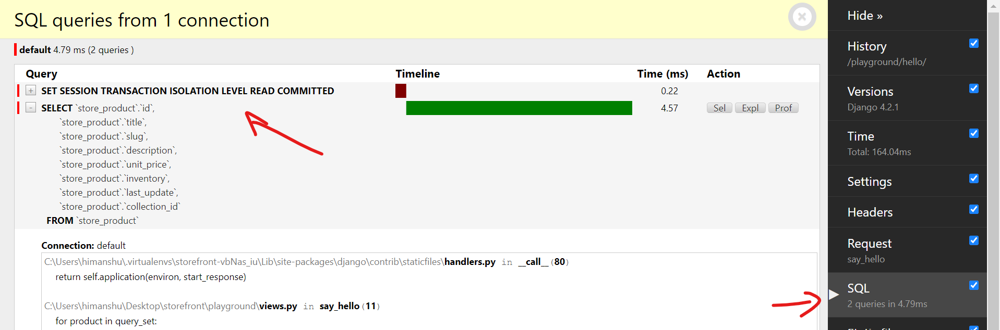 SQL queries from 1 connection
default 4.79 ms (2 queries )
Query Timeline Time (ms) Action
+ SET SESSION TRANSACTION ISOLATION LEVEL READ COMMITTED 0.22
- SELECT `store_product`.`id`, 4.57 Sel Expl Prof
`store_product`.`title`,
`store_product`.`slug`,
`store_product`.`description`,
`store_product`.`unit_price`,
`store_product`.`inventory`,
`store_product`.`last_update`,
`store_product`.`collection_id`
FROM `store_product`
Connection: default
C:\Users\himanshu\.virtualenvs\storefront-vbNas_iu\Lib\site-packages\django\contrib\staticfiles\handlers.py in __call__(80)
return self.application(environ, start_response)
C:\Users\himanshu\Desktop\storefront\playground\views.py in say_hello(11)
for product in query_set:
Hide »
History
/playground/hello/
Versions
Django 4.2.1
Time
Total: 164.04ms
Settings
Headers
Request
say_hello
SQL
2 queries in 4.79ms